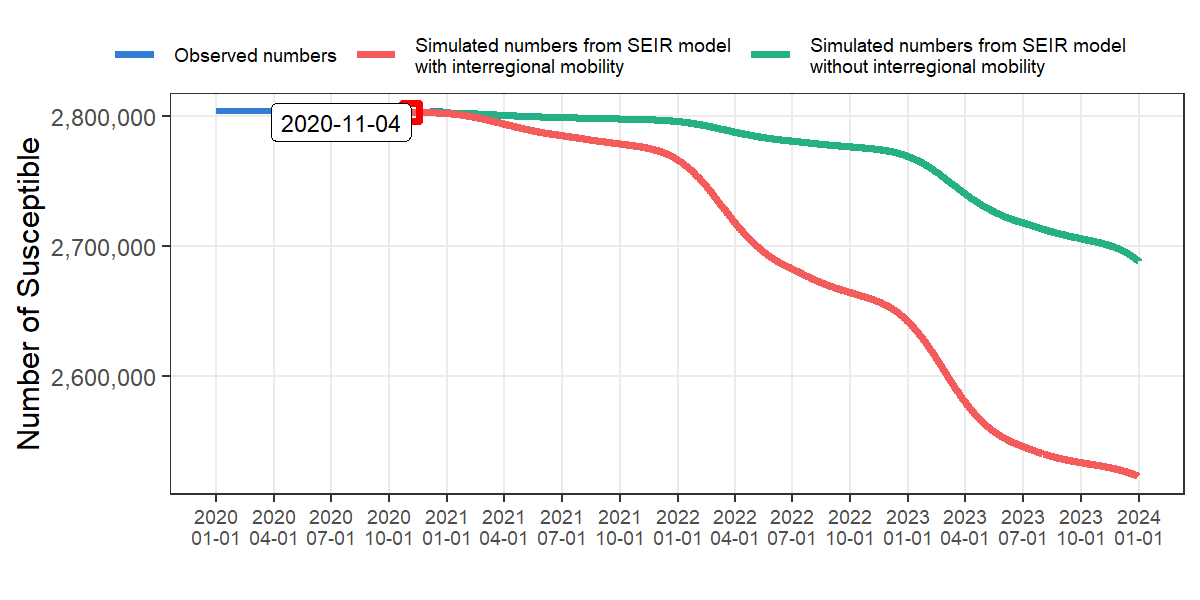 Observed numbers
Simulated numbers from SEIR model
with interregional mobility
Simulated numbers from SEIR model
without interregional mobility
Number of Susceptible
2,800,000
2,700,000
2,600,000
2020-11-04
2020 2020 2020 2020 2021 2021 2021 2021 2022 2022 2022 2022 2023 2023 2023 2023 2024
01-01 04-01 07-01 10-01 01-01 04-01 07-01 10-01 01-01 04-01 07-01 10-01 01-01 04-01 07-01 10-01 01-01